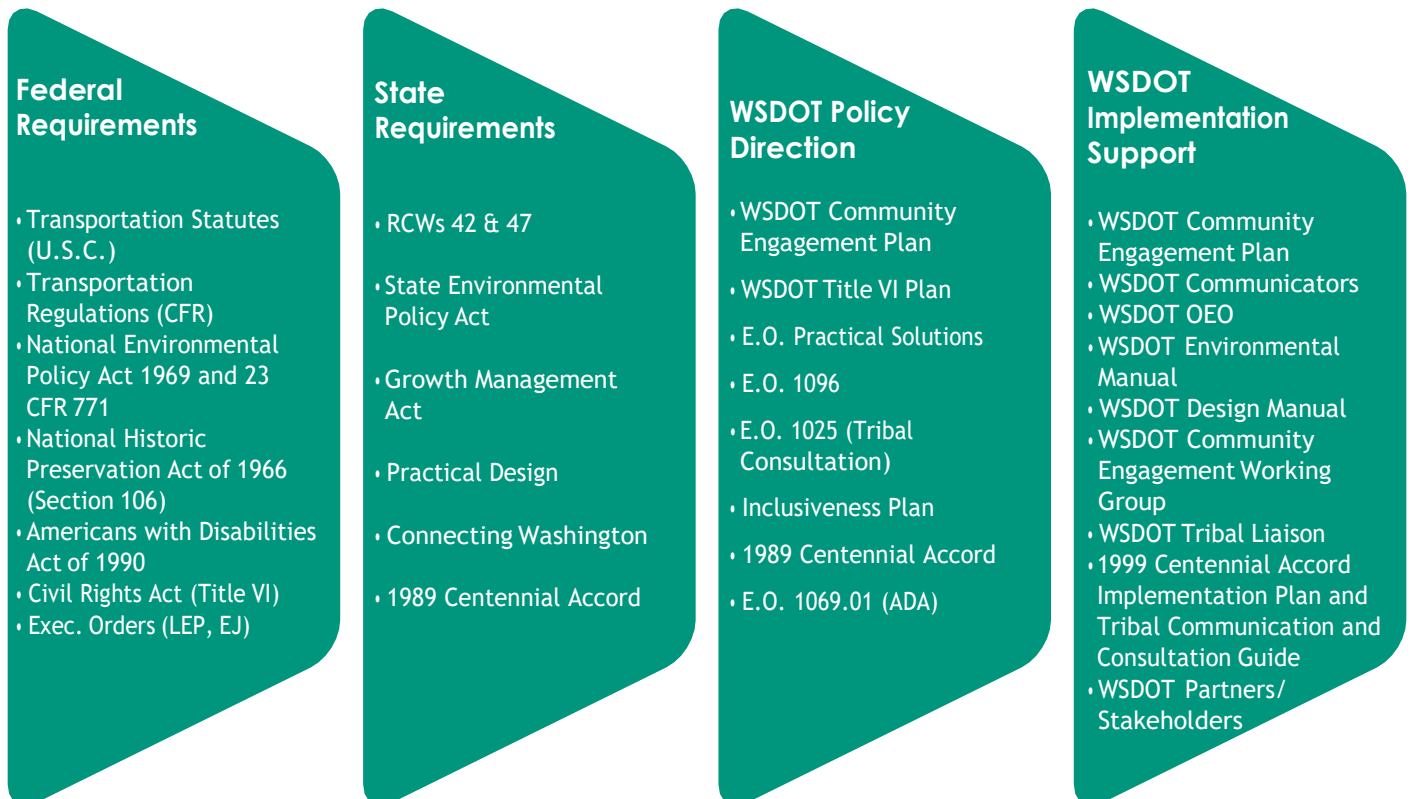 Federal
Requirements
• Transportation Statutes
(U.S.C.)
• Transportation
Regulations (CFR)
• National Environmental
Policy Act 1969 and 23
CFR 771
• National Historic
Preservation Act of 1966
(Section 106)
• Americans with Disabilities
Act of 1990
• Civil Rights Act (Title VI)
• Exec. Orders (LEP, EJ)
State
Requirements
• RCWs 42 & 47
• State Environmental
Policy Act
• Growth Management
Act
• Practical Design
• Connecting Washington
• 1989 Centennial Accord
WSDOT Policy
Direction
• WSDOT Community
Engagement Plan
• WSDOT Title VI Plan
• E.O. Practical Solutions
• E.O. 1096
• E.O. 1025 (Tribal
Consultation)
• Inclusiveness Plan
• 1989 Centennial Accord
• E.O. 1069.01 (ADA)
WSDOT
Implementation
Support
• WSDOT Community
Engagement Plan
• WSDOT Communicators
• WSDOT OEO
• WSDOT Environmental
Manual
• WSDOT Design Manual
• WSDOT Community
Engagement Working
Group
• WSDOT Tribal Liaison
• 1999 Centennial Accord
Implementation Plan and
Tribal Communication and
Consultation Guide
• WSDOT Partners/
Stakeholders